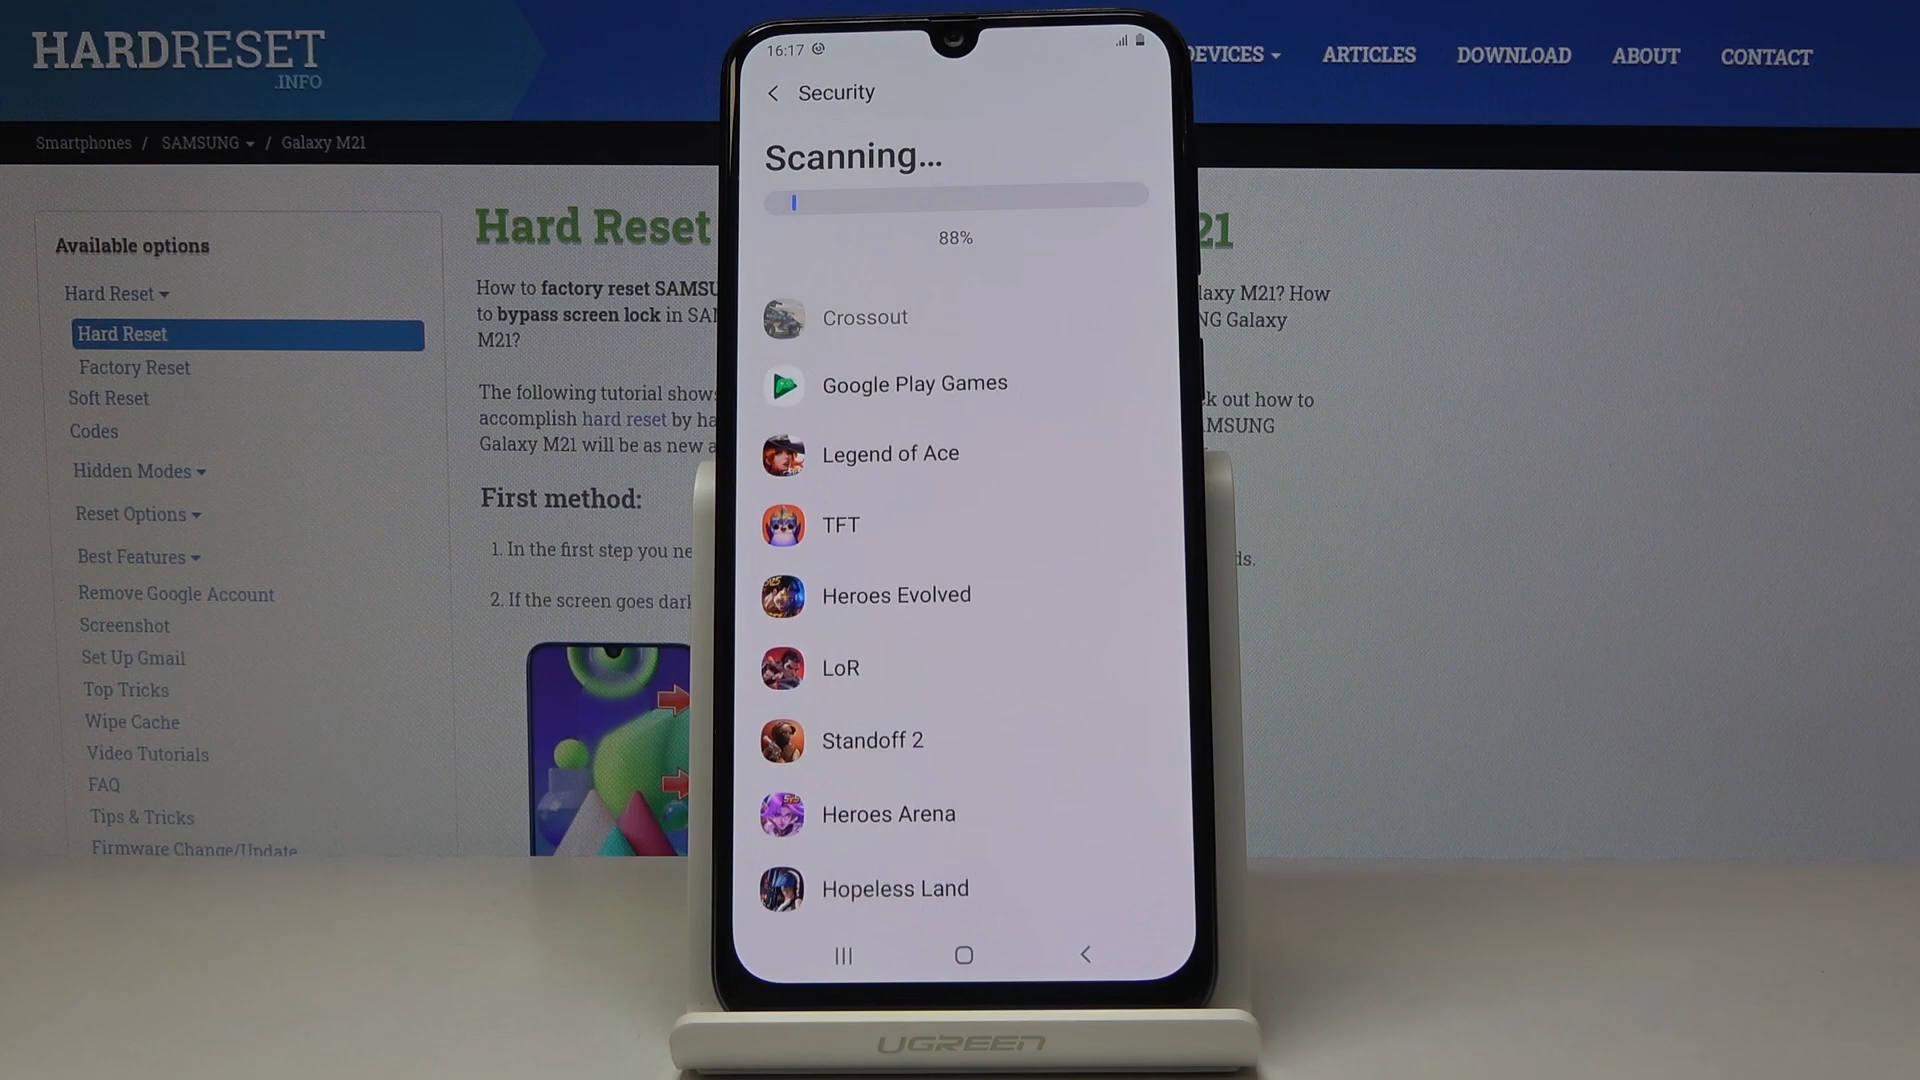 HARDRESET
.INFO
DEVICES
ARTICLES
DOWNLOAD
ABOUT
CONTACT
Smartphones / SAMSUNG / Galaxy M21
Available options
Hard Reset
Hard Reset
Factory Reset
Soft Reset
Codes
Hidden Modes
Reset Options
Best Features
Remove Google Account
Screenshot
Set Up Gmail
Top Tricks
Wipe Cache
Video Tutorials
FAQ
Tips & Tricks
Firmware Change/Update
Hard Reset
21
How to factory reset SAMSU
laxy M21? How
to bypass screen lock in SA
NG Galaxy
M21?
The following tutorial shows
k out how to
accomplish hard reset by ha
MSUNG
Galaxy M21 will be as new a
First method:
1. In the first step you ne
ds.
2. If the screen goes dark
16:17
Security
Scanning...
88%
Crossout
Google Play Games
Legend of Ace
TFT
Heroes Evolved
LoR
Standoff 2
Heroes Arena
Hopeless Land
UGREEN